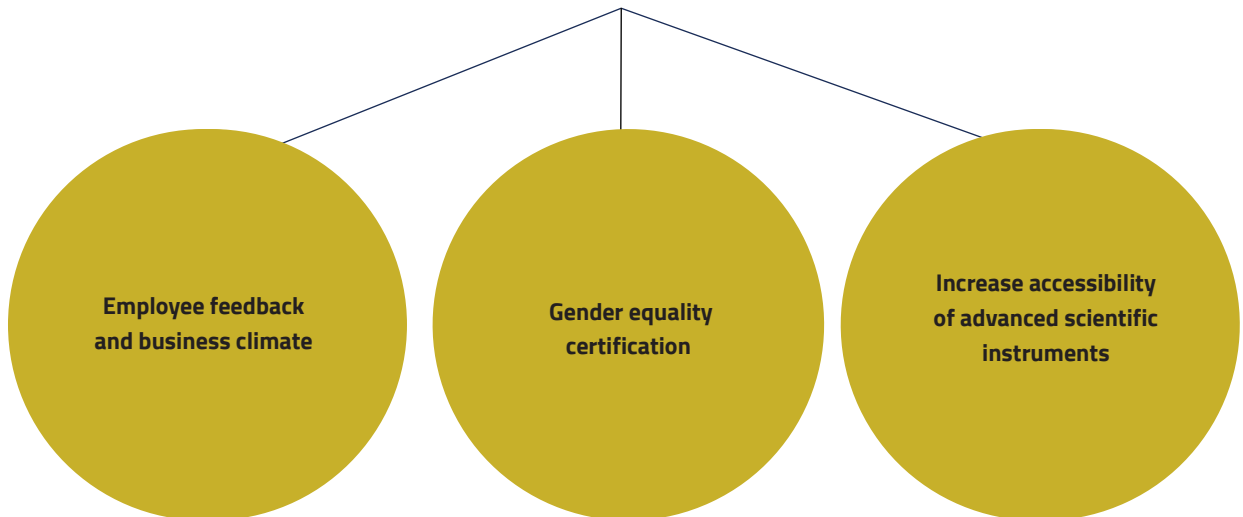 Employee feedback
and business climate
Gender equality
certification
Increase accessibility
of advanced scientific
instruments